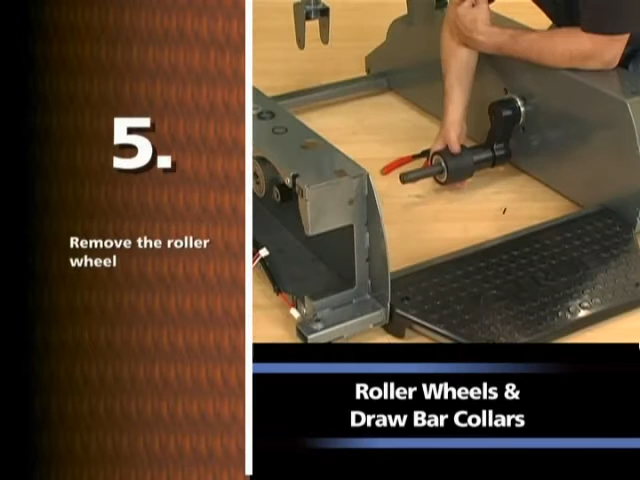 5.
Remove the roller
wheel
Roller Wheels &
Draw Bar Collars